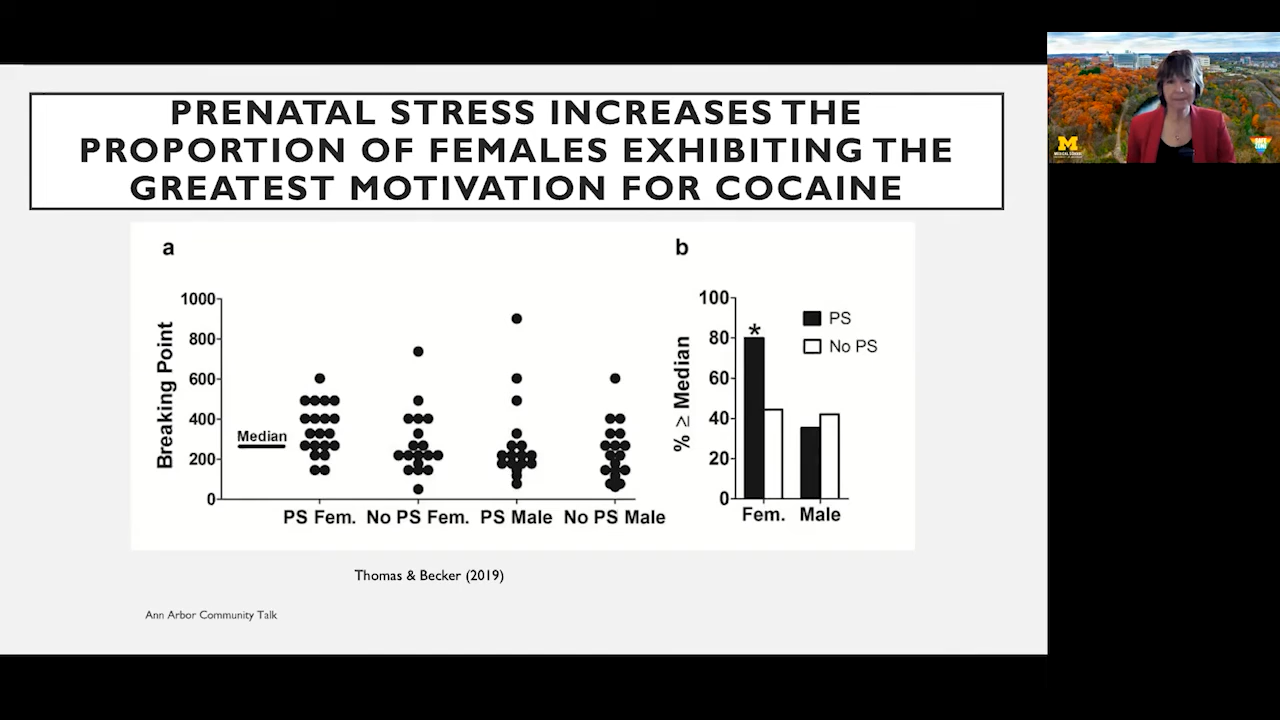 PRENATAL STRESS INCREASES THE
PROPORTION OF FEMALES EXHIBITING THE
GREATEST MOTIVATION FOR COCAINE
a
Breaking Point
1000
800
600
400
200
0
Median
PS Fem.
No PS Fem.
PS Male
No PS Male
b
% ≥ Median
100
80
60
40
20
0
*
PS
No PS
Fem.
Male
Thomas & Becker (2019)
Ann Arbor Community Talk
M